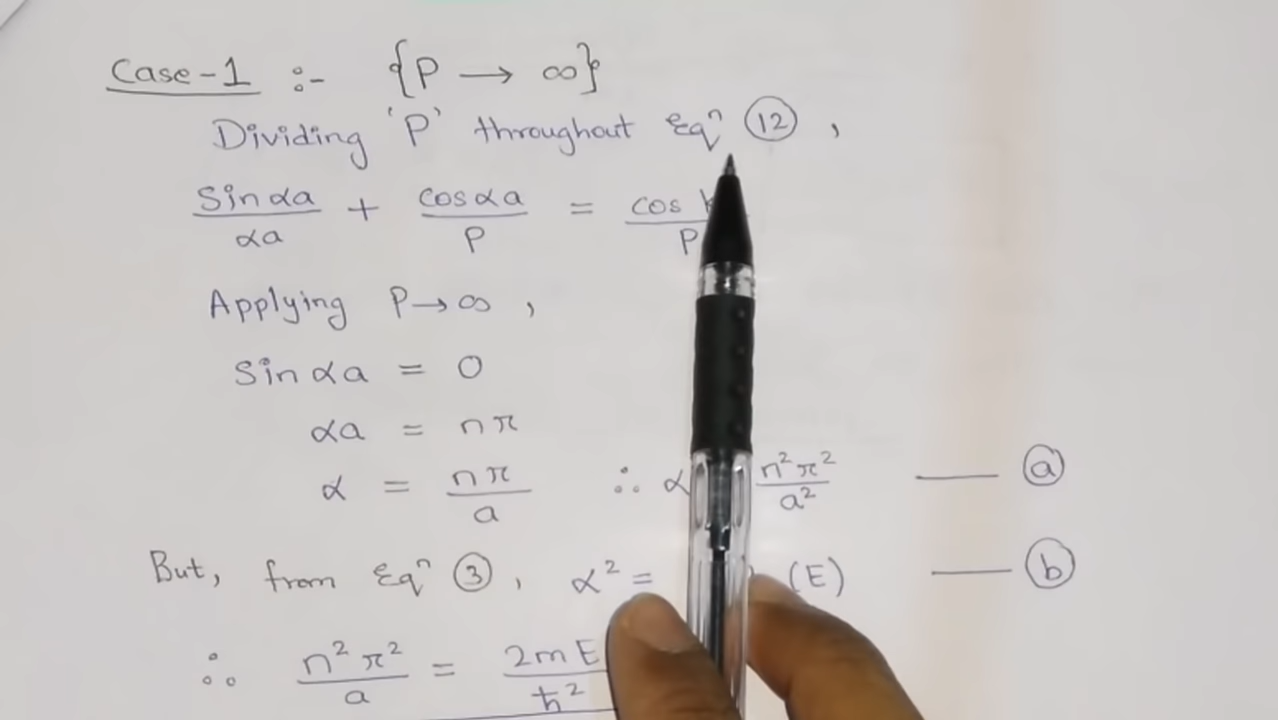 Case-1 :- {P → ∞}
Dividing 'P' throughout Eqⁿ ⑫ ,
Sin αa / αa + cos αa / P = cos / P
Applying P→∞ ,
Sin αa = 0
αa = nπ
α = nπ / a ∴ α n²π² / a² —— ⓐ
But, from Eqⁿ ③ , α² = (E) —— ⓑ
∴ n²π² / a = 2mE / ħ²